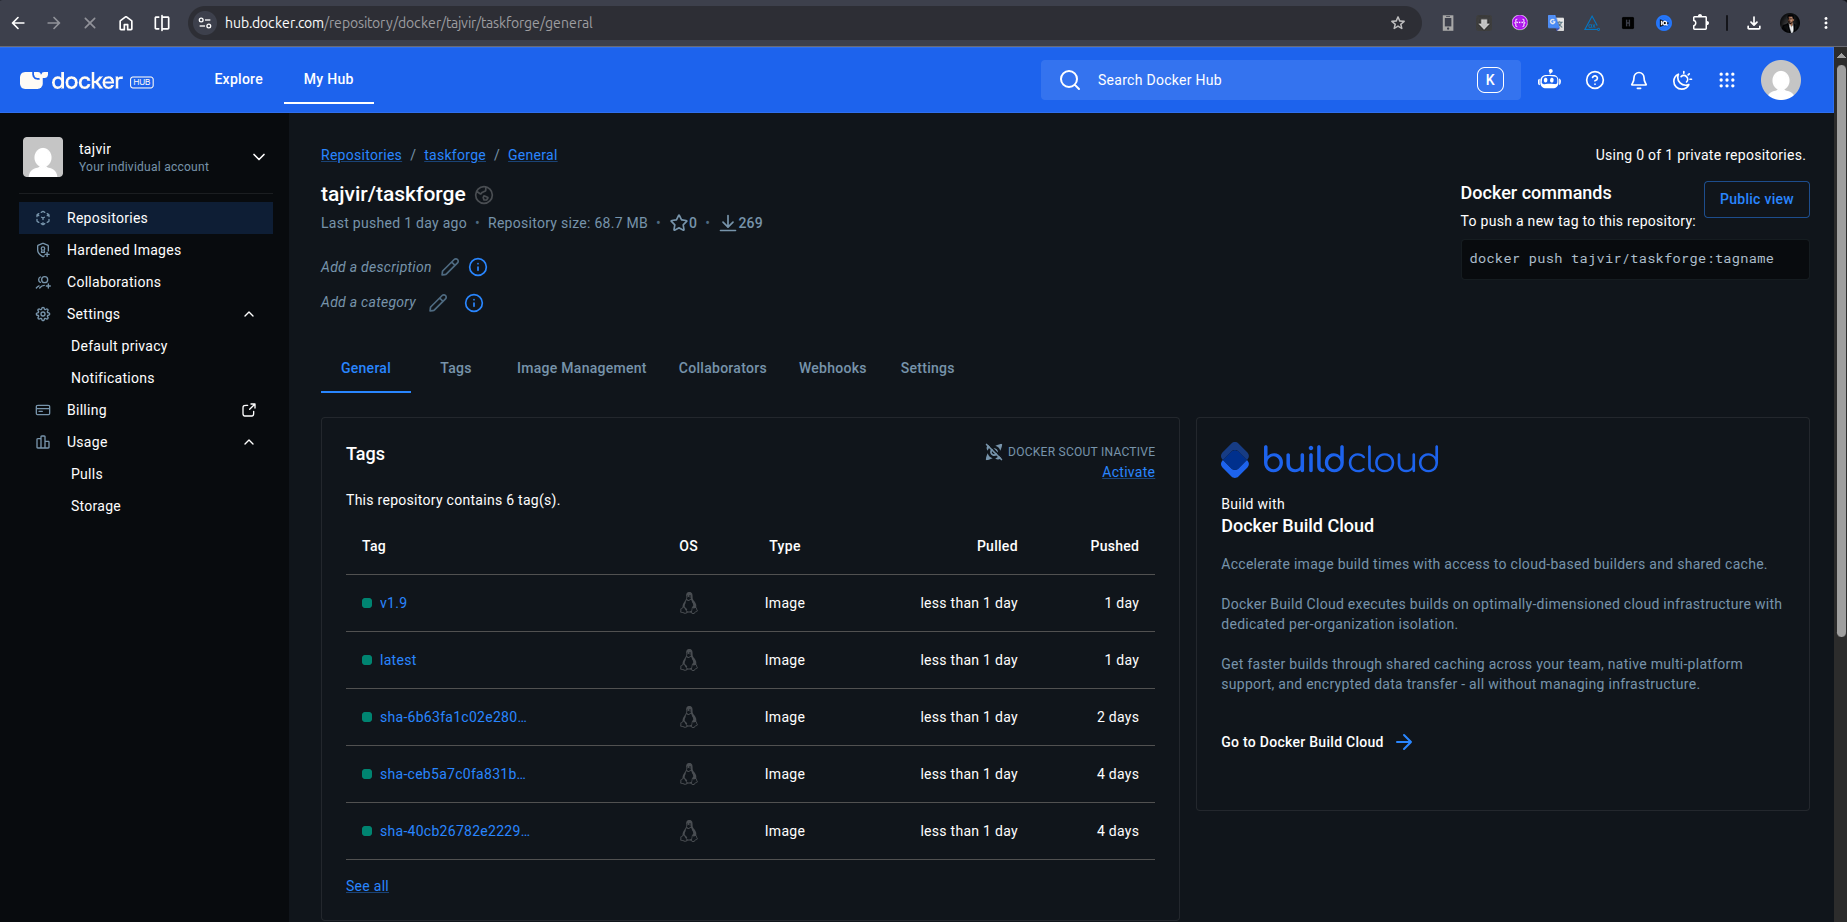 hub.docker.com/repository/docker/tajvir/taskforge/general
docker HUB
Explore
My Hub
Search Docker Hub
K
tajvir
Your individual account
Repositories
Hardened Images
Collaborations
Settings
Default privacy
Notifications
Billing
Usage
Pulls
Storage
Repositories / taskforge / General
Using 0 of 1 private repositories.
tajvir/taskforge
Last pushed 1 day ago · Repository size: 68.7 MB · 0 · 269
Add a description
Add a category
Docker commands
Public view
To push a new tag to this repository:
docker push tajvir/taskforge:tagname
General Tags Image Management Collaborators Webhooks Settings
Tags
DOCKER SCOUT INACTIVE
Activate
This repository contains 6 tag(s).
Tag OS Type Pulled Pushed
v1.9 Image less than 1 day 1 day
latest Image less than 1 day 1 day
sha-6b63fa1c02e280... Image less than 1 day 2 days
sha-ceb5a7c0fa831b... Image less than 1 day 4 days
sha-40cb26782e2229... Image less than 1 day 4 days
See all
buildcloud
Build with
Docker Build Cloud
Accelerate image build times with access to cloud-based builders and shared cache.
Docker Build Cloud executes builds on optimally-dimensioned cloud infrastructure with
dedicated per-organization isolation.
Get faster builds through shared caching across your team, native multi-platform
support, and encrypted data transfer - all without managing infrastructure.
Go to Docker Build Cloud